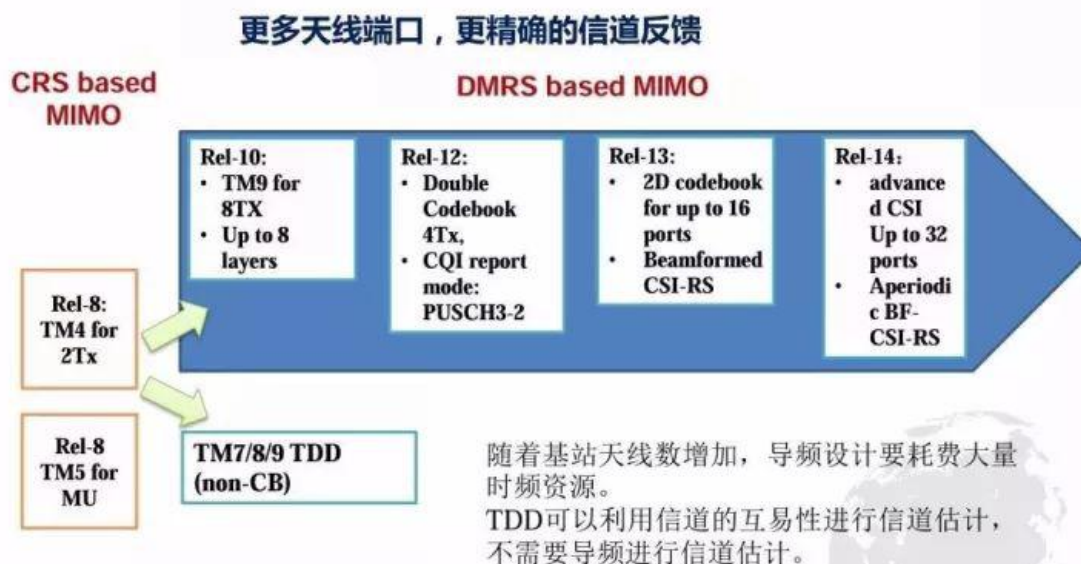 更多天线端口，更精确的信道反馈
CRS based
MIMO
DMRS based MIMO
Rel-10:
• TM9 for
8TX
• Up to 8
layers
Rel-12:
• Double
Codebook
4Tx,
• CQI report
mode:
PUSCH3-2
Rel-13:
• 2D codebook
for up to 16
ports
• Beamformed
CSI-RS
Rel-14：
• advance
d CSI
Up to 32
ports
• Aperiodi
c BF-
CSI-RS
Rel-8:
TM4 for
2Tx
Rel-8
TM5 for
MU
TM7/8/9 TDD
(non-CB)
随着基站天线数增加，导频设计要耗费大量
时频资源。
TDD可以利用信道的互易性进行信道估计，
不需要导频进行信道估计。